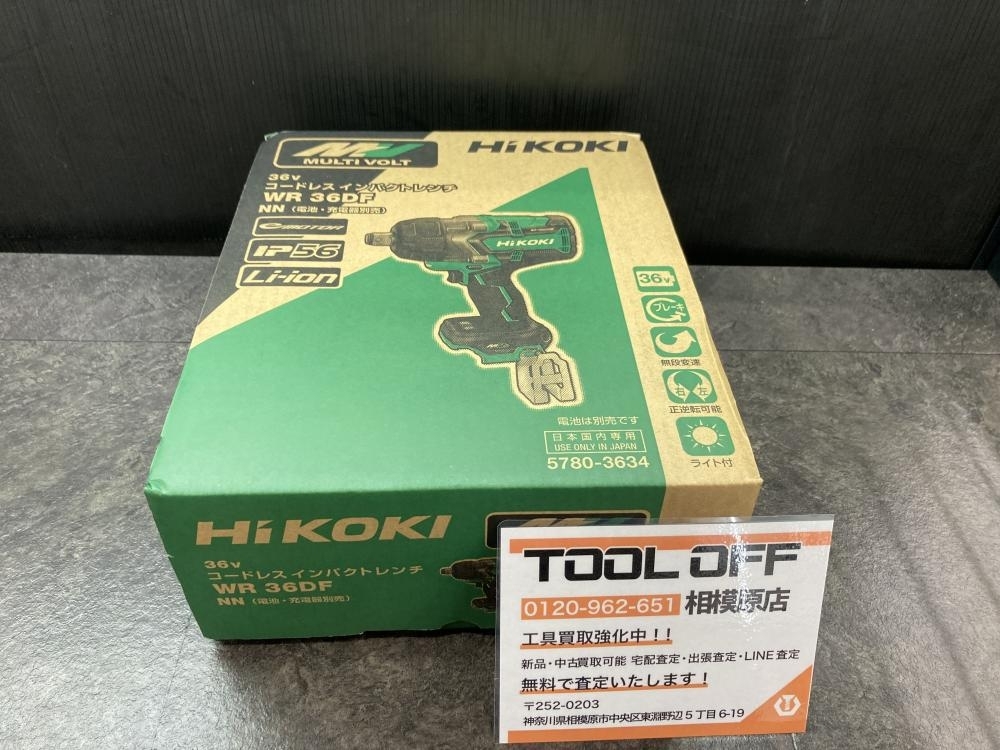 MULTI VOLT
HiKOKI
36V
コードレスインパクトレンチ
WR 36DF
NN (電池・充電器別売)
MOTOR
IP56
Li-ion
HiKOKI
36V
ブレーキ
無段変速
右 左
正逆転可能
ライト付
電池は別売です
日本国内専用
USE ONLY IN JAPAN
5780-3634
HiKOKI
36V
コードレスインパクトレンチ
WR 36DF
NN (電池・充電器別売)
TOOL OFF
0120-962-651 相模原店
工具買取強化中!!
新品・中古買取可能 宅配査定・出張査定・LINE査定
無料で査定いたします!
〒252-0203
神奈川県相模原市中央区東淵野辺5丁目6-19